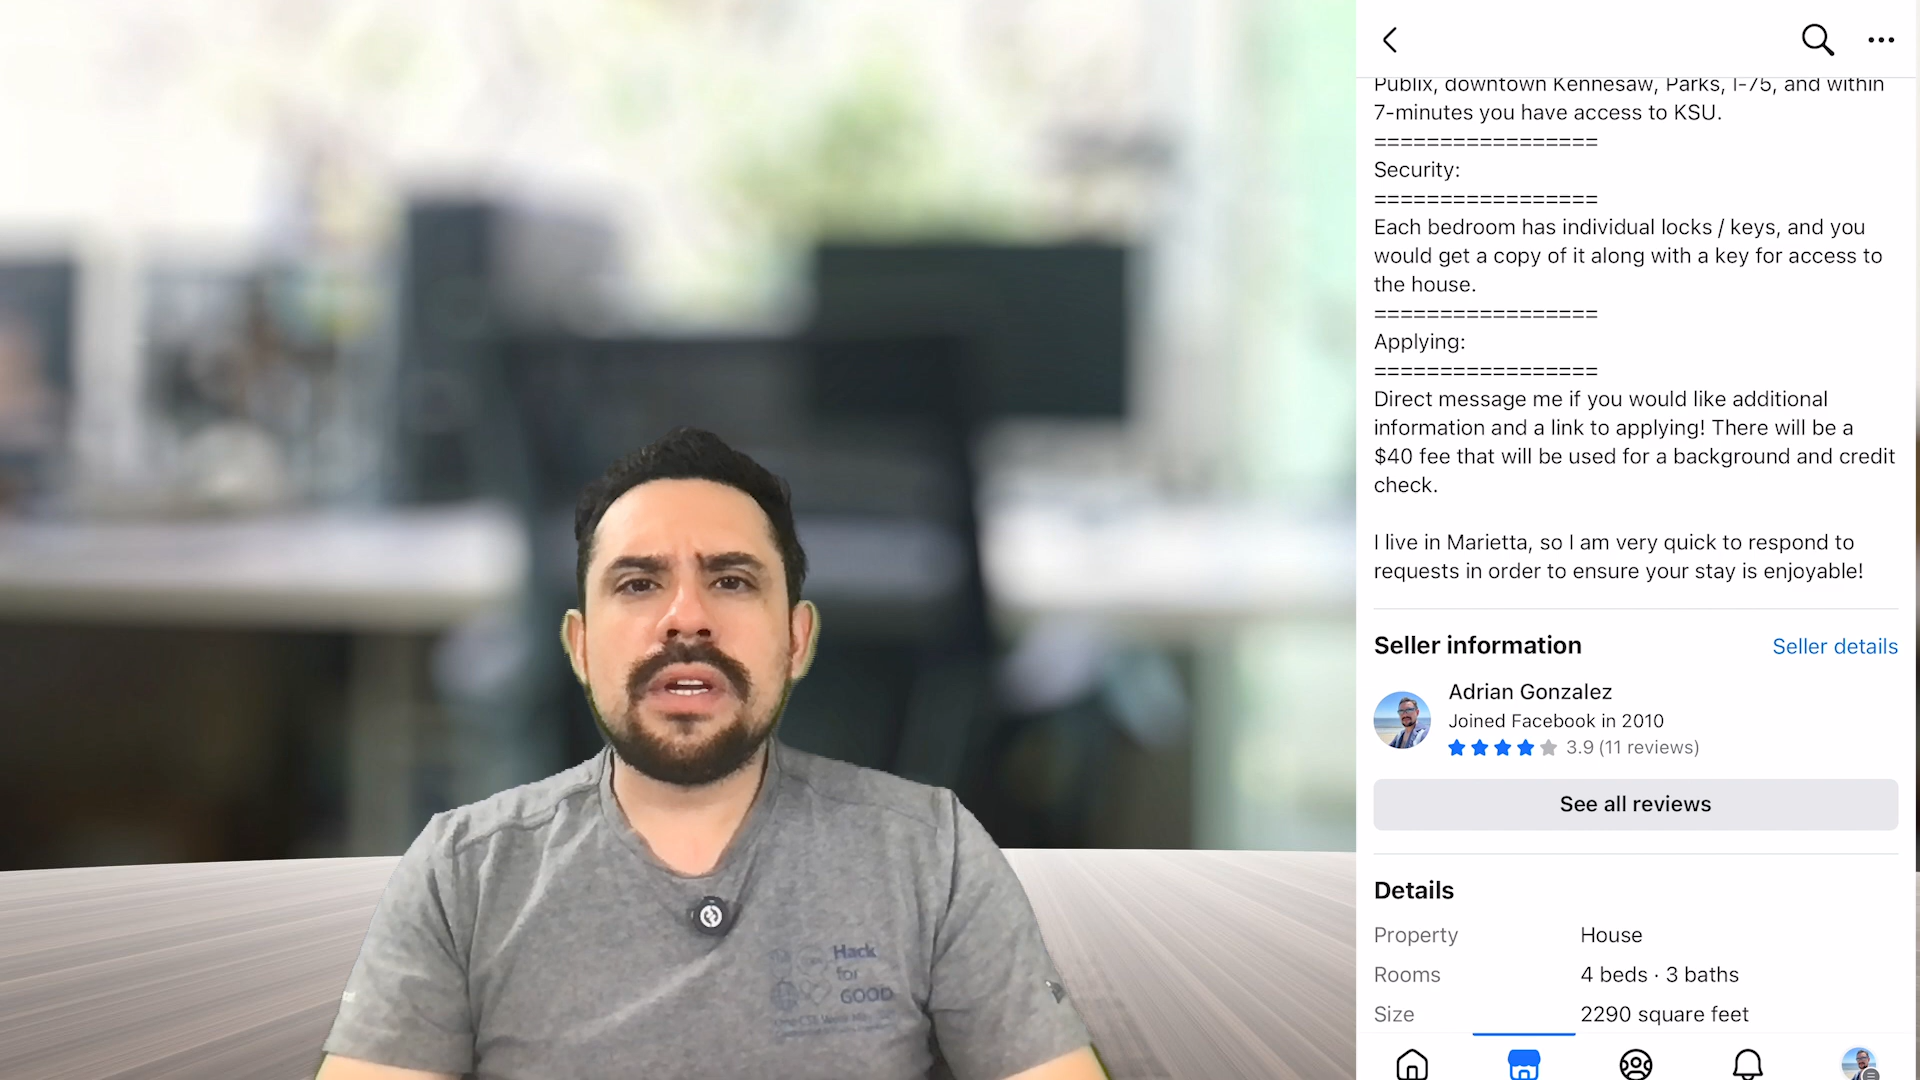 Publix, downtown Kennesaw, Parks, I-75, and within
7-minutes you have access to KSU.
=================
Security:
=================
Each bedroom has individual locks / keys, and you
would get a copy of it along with a key for access to
the house.
=================
Applying:
=================
Direct message me if you would like additional
information and a link to applying! There will be a
$40 fee that will be used for a background and credit
check.
I live in Marietta, so I am very quick to respond to
requests in order to ensure your stay is enjoyable!
Seller information
Seller details
Adrian Gonzalez
Joined Facebook in 2010
3.9 (11 reviews)
See all reviews
Details
Property House
Rooms 4 beds · 3 baths
Size 2290 square feet
Hack
for
GOOD